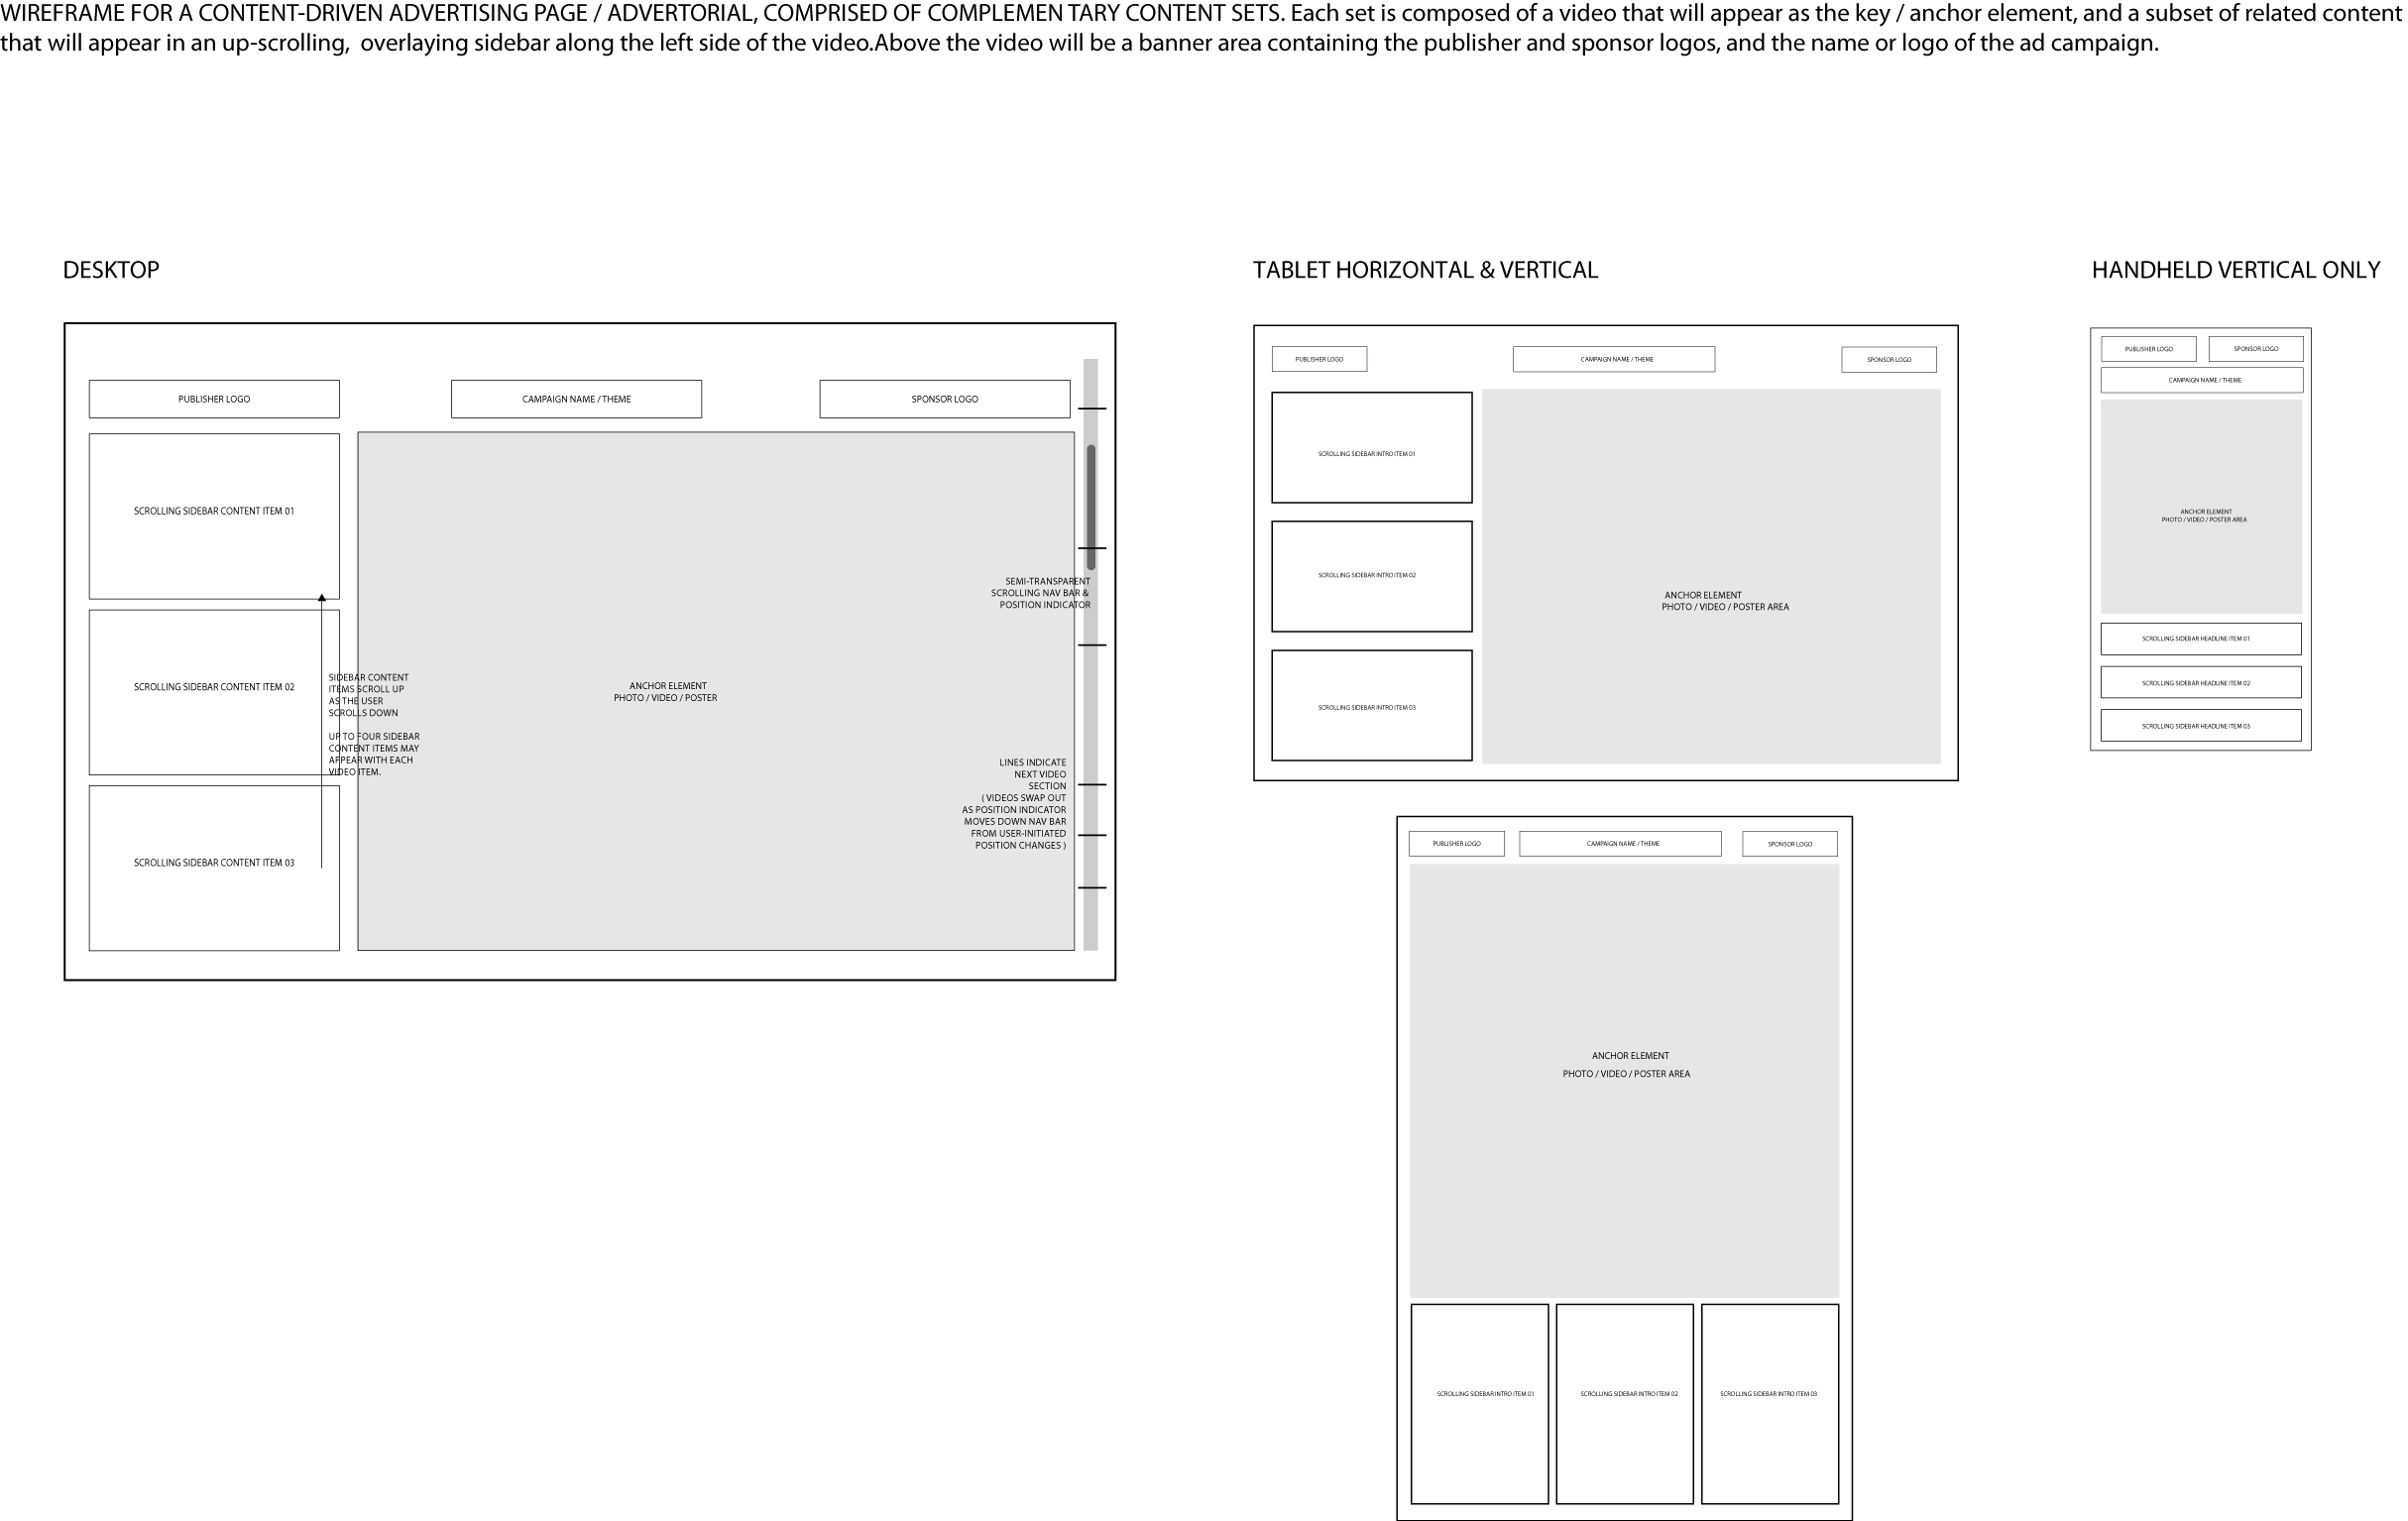 WIREFRAME FOR A CONTENT-DRIVEN ADVERTISING PAGE / ADVERTORIAL, COMPRISED OF COMPLEMEN TARY CONTENT SETS. Each set is composed of a video that will appear as the key / anchor element, and a subset of related content
that will appear in an up-scrolling, overlaying sidebar along the left side of the video.Above the video will be a banner area containing the publisher and sponsor logos, and the name or logo of the ad campaign.
DESKTOP
PUBLISHER LOGO
CAMPAIGN NAME / THEME
SPONSOR LOGO
SCROLLING SIDEBAR CONTENT ITEM 01
SCROLLING SIDEBAR CONTENT ITEM 02
SCROLLING SIDEBAR CONTENT ITEM 03
SIDEBAR CONTENT
ITEMS SCROLL UP
AS THE USER
SCROLLS DOWN
UP TO FOUR SIDEBAR
CONTENT ITEMS MAY
APPEAR WITH EACH
VIDEO ITEM.
ANCHOR ELEMENT
PHOTO / VIDEO / POSTER
SEMI-TRANSPARENT
SCROLLING NAV BAR &
POSITION INDICATOR
LINES INDICATE
NEXT VIDEO
SECTION
( VIDEOS SWAP OUT
AS POSITION INDICATOR
MOVES DOWN NAV BAR
FROM USER-INITIATED
POSITION CHANGES )
TABLET HORIZONTAL & VERTICAL
PUBLISHER LOGO
CAMPAIGN NAME / THEME
SPONSOR LOGO
SCROLLING SIDEBAR INTRO ITEM 01
SCROLLING SIDEBAR INTRO ITEM 02
SCROLLING SIDEBAR INTRO ITEM 03
ANCHOR ELEMENT
PHOTO / VIDEO / POSTER AREA
PUBLISHER LOGO
CAMPAIGN NAME / THEME
SPONSOR LOGO
ANCHOR ELEMENT
PHOTO / VIDEO / POSTER AREA
SCROLLING SIDEBAR INTRO ITEM 01
SCROLLING SIDEBAR INTRO ITEM 02
SCROLLING SIDEBAR INTRO ITEM 03
HANDHELD VERTICAL ONLY
PUBLISHER LOGO
SPONSOR LOGO
CAMPAIGN NAME / THEME
ANCHOR ELEMENT
PHOTO / VIDEO / POSTER AREA
SCROLLING SIDEBAR HEADLINE ITEM 01
SCROLLING SIDEBAR HEADLINE ITEM 02
SCROLLING SIDEBAR HEADLINE ITEM 03